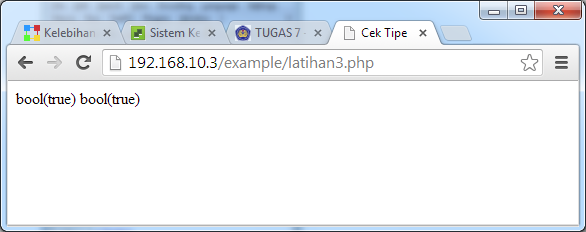 Kelebihan
Sistem Ke
TUGAS 7 -
Cek Tipe
192.168.10.3/example/latihan3.php
bool(true) bool(true)